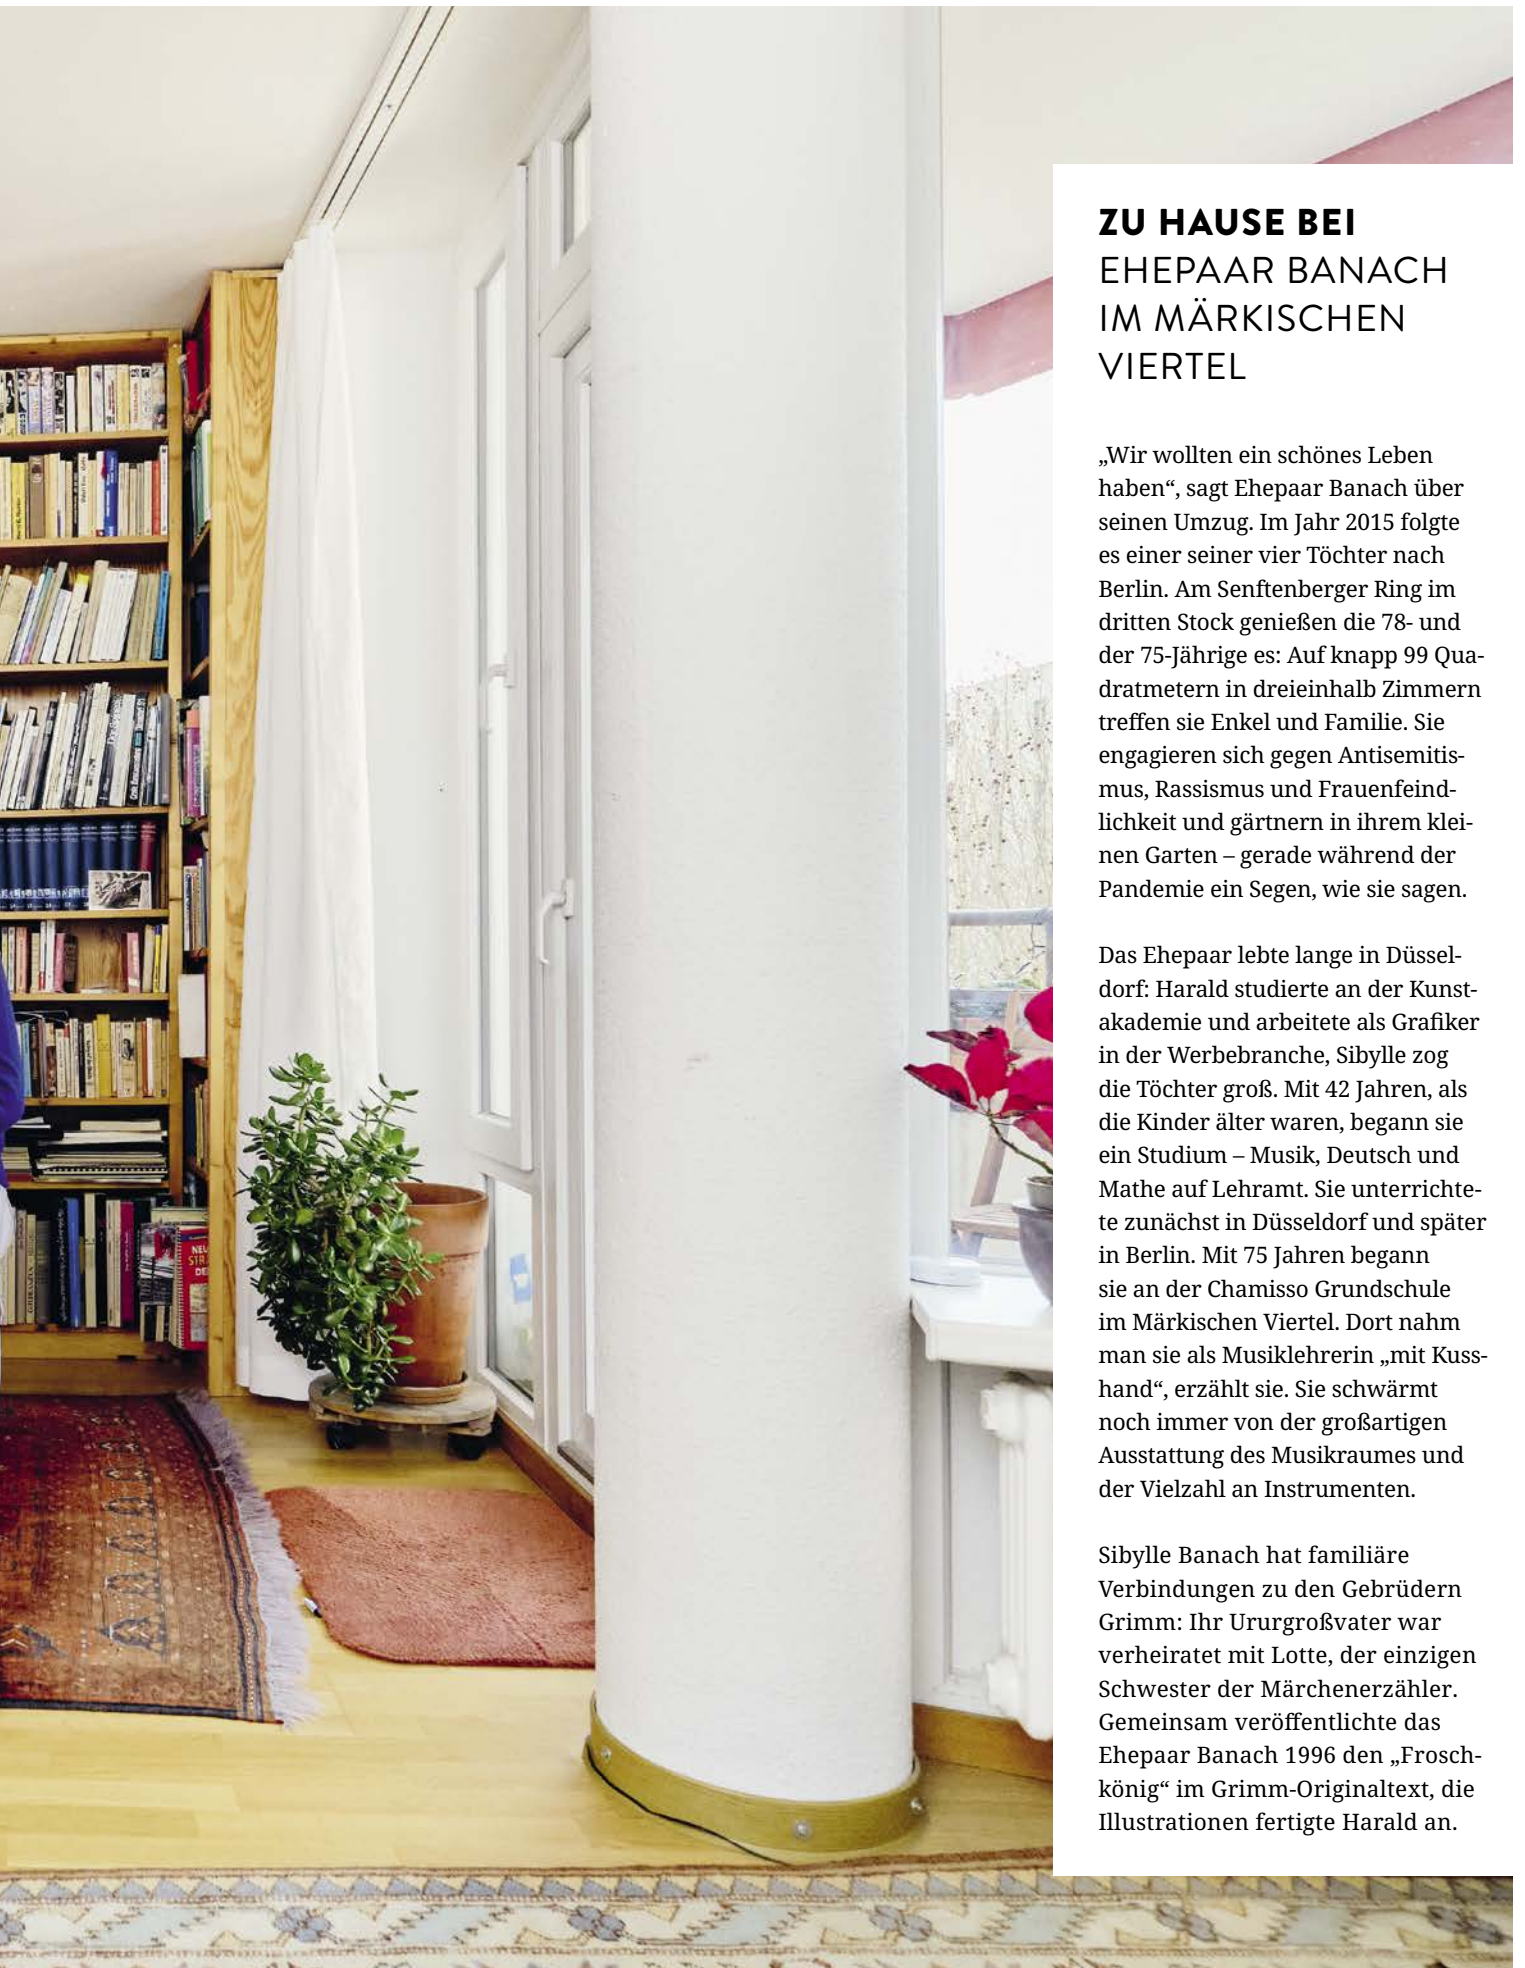 ZU HAUSE BEI
EHEPAAR BANACH
IM MÄRKISCHEN
VIERTEL
„Wir wollten ein schönes Leben
haben“, sagt Ehepaar Banach über
seinen Umzug. Im Jahr 2015 folgte
es einer seiner vier Töchter nach
Berlin. Am Senftenberger Ring im
dritten Stock genießen die 78- und
der 75-Jährige es: Auf knapp 99 Qua-
dratmetern in dreieinhalb Zimmern
treffen sie Enkel und Familie. Sie
engagieren sich gegen Antisemitis-
mus, Rassismus und Frauenfeind-
lichkeit und gärtnern in ihrem klei-
nen Garten – gerade während der
Pandemie ein Segen, wie sie sagen.
Das Ehepaar lebte lange in Düssel-
dorf: Harald studierte an der Kunst-
akademie und arbeitete als Grafiker
in der Werbebranche, Sibylle zog
die Töchter groß. Mit 42 Jahren, als
die Kinder älter waren, begann sie
ein Studium – Musik, Deutsch und
Mathe auf Lehramt. Sie unterrichte-
te zunächst in Düsseldorf und später
in Berlin. Mit 75 Jahren begann
sie an der Chamisso Grundschule
im Märkischen Viertel. Dort nahm
man sie als Musiklehrerin „mit Kuss-
hand“, erzählt sie. Sie schwärmt
noch immer von der großartigen
Ausstattung des Musikraumes und
der Vielzahl an Instrumenten.
Sibylle Banach hat familiäre
Verbindungen zu den Gebrüdern
Grimm: Ihr Ururgroßvater war
verheiratet mit Lotte, der einzigen
Schwester der Märchenerzähler.
Gemeinsam veröffentlichte das
Ehepaar Banach 1996 den „Frosch-
könig“ im Grimm-Originaltext, die
Illustrationen fertigte Harald an.